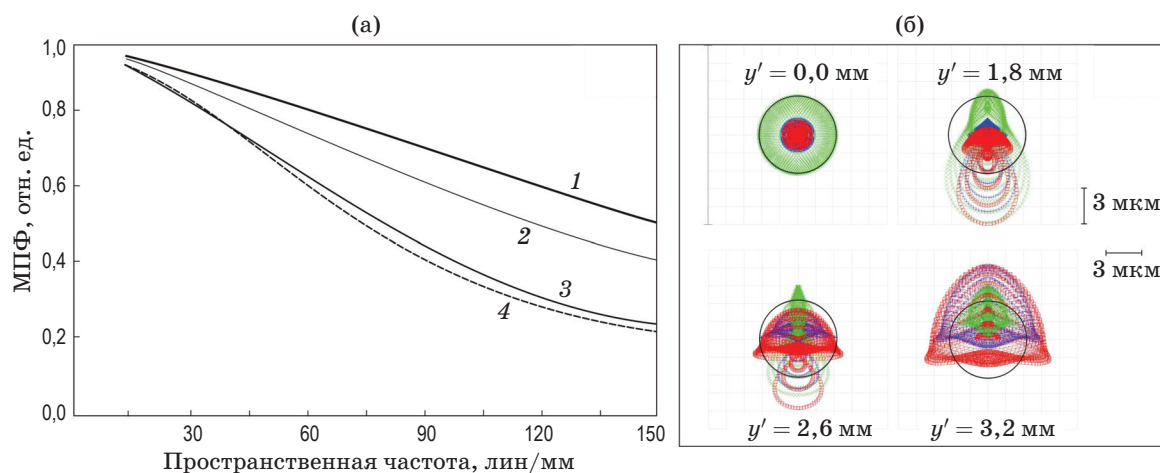 (а)
МПФ, отн. ед.
1,0
0,8
0,6
0,4
0,2
0,0
1
2
3
4
30
60
90
120
150
Пространственная частота, лин/мм
(б)
y′ = 0,0 мм
y′ = 1,8 мм
3 мкм
3 мкм
y′ = 2,6 мм
y′ = 3,2 мм